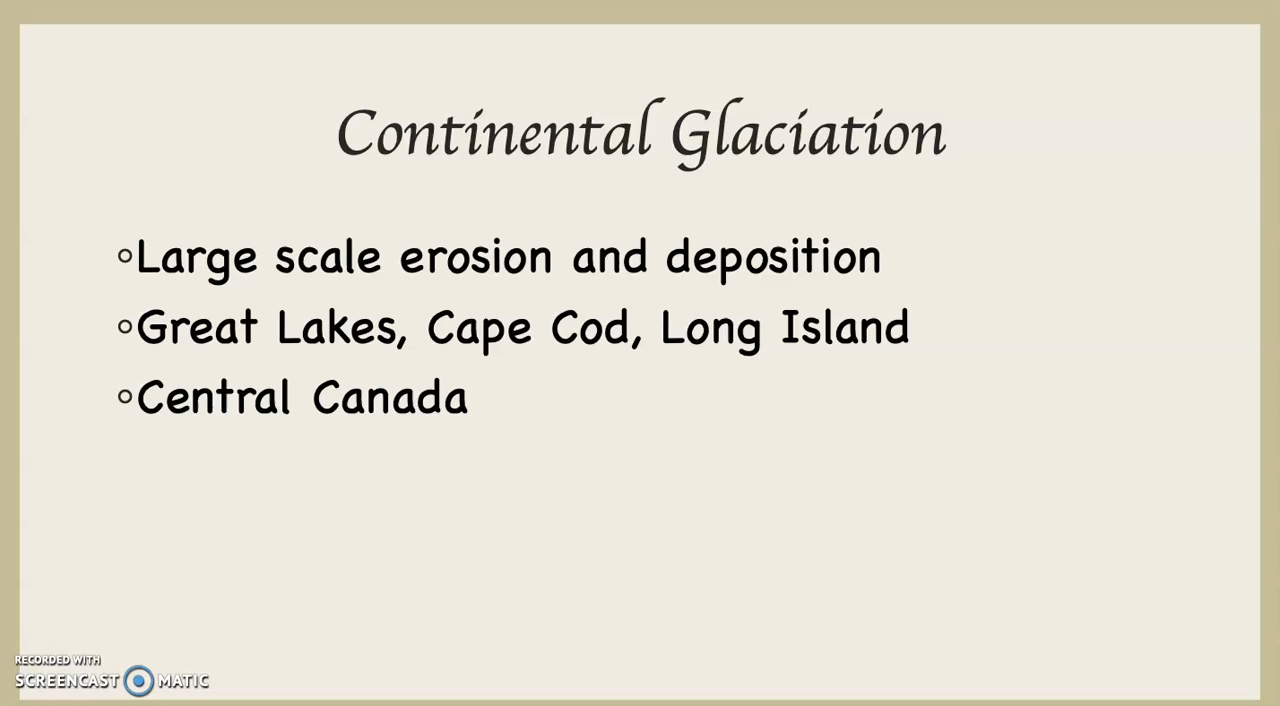 Continental Glaciation
◦Large scale erosion and deposition
◦Great Lakes, Cape Cod, Long Island
◦Central Canada
RECORDED WITH
SCREENCAST MATIC